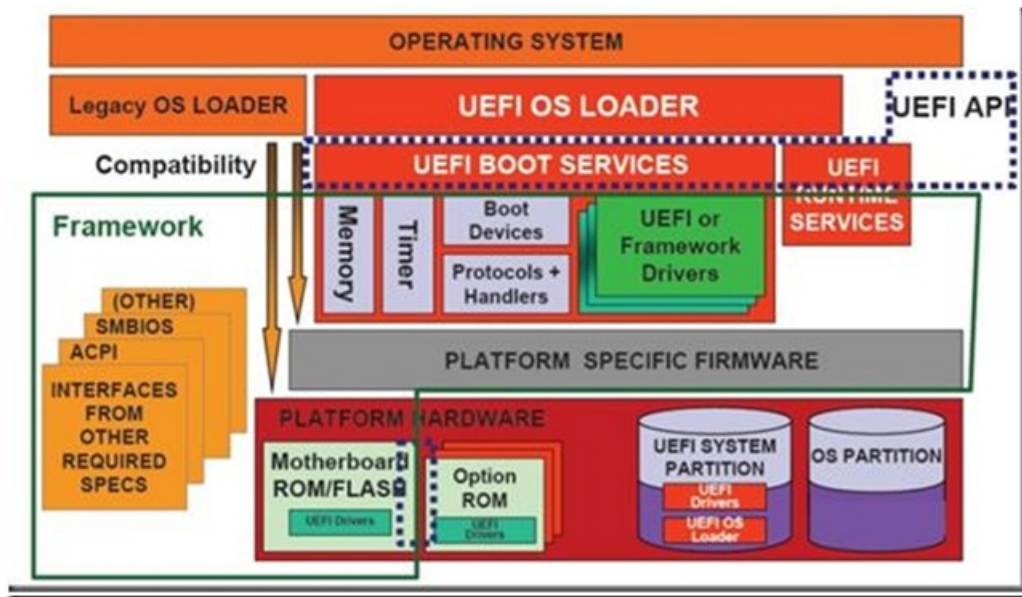 OPERATING SYSTEM
Legacy OS LOADER
UEFI OS LOADER
UEFI API
Compatibility
UEFI BOOT SERVICES
UEFI
RUNTIME
SERVICES
Framework
Memory
Timer
Boot
Devices
Protocols +
Handlers
UEFI or
Framework
Drivers
(OTHER)
SMBIOS
ACPI
INTERFACES
FROM
OTHER
REQUIRED
SPECS
PLATFORM SPECIFIC FIRMWARE
PLATFORM HARDWARE
Motherboard
ROM/FLASH
UEFI Drivers
Option
ROM
UEFI
Drivers
UEFI SYSTEM
PARTITION
UEFI
Drivers
UEFI OS
Loader
OS PARTITION